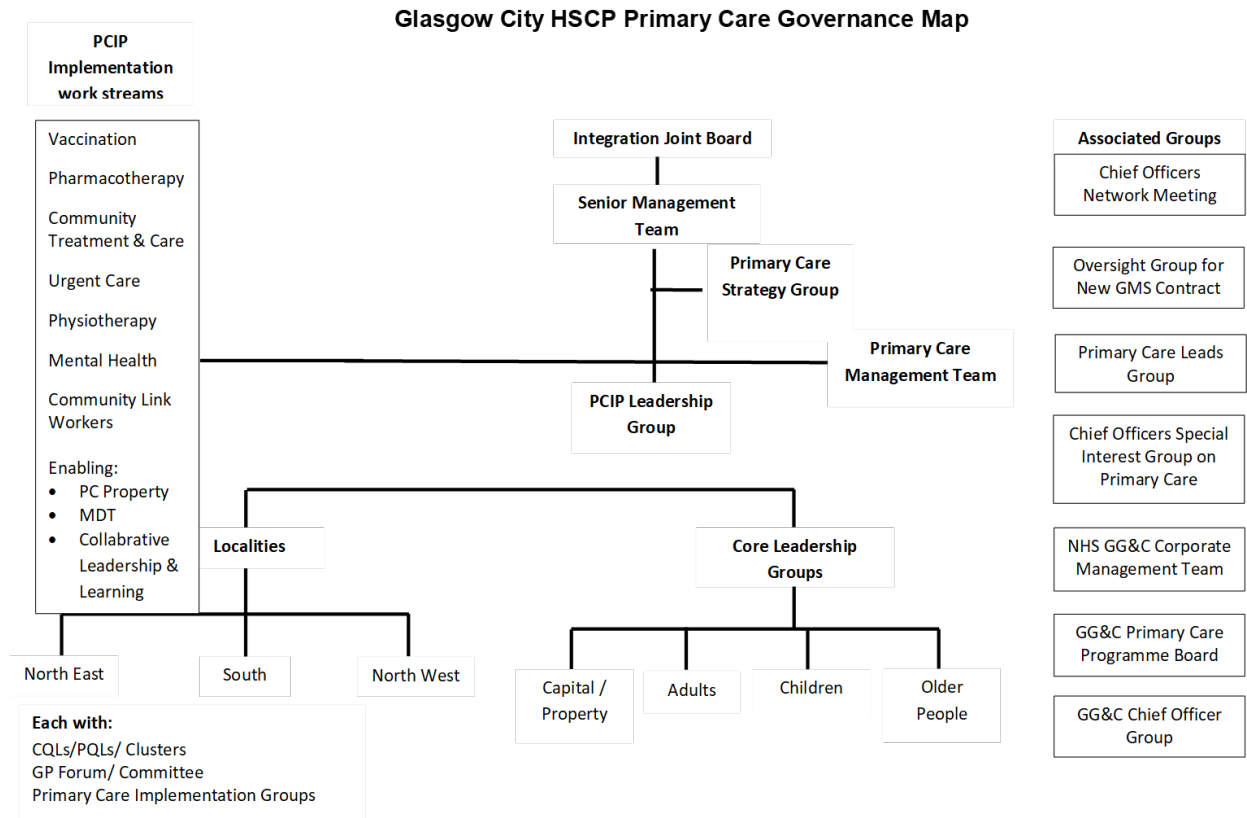 Glasgow City HSCP Primary Care Governance Map
PCIP
Implementation
work streams
Vaccination
Pharmacotherapy
Community
Treatment & Care
Urgent Care
Physiotherapy
Mental Health
Community Link
Workers
Enabling:
• PC Property
• MDT
• Collabrative
Leadership &
Learning
Integration Joint Board
Senior Management
Team
Primary Care
Strategy Group
Primary Care
Management Team
PCIP Leadership
Group
Localities
Core Leadership
Groups
North East
South
North West
Capital /
Property
Adults
Children
Older
People
Each with:
CQLs/PQLs/ Clusters
GP Forum/ Committee
Primary Care Implementation Groups
Associated Groups
Chief Officers
Network Meeting
Oversight Group for
New GMS Contract
Primary Care Leads
Group
Chief Officers Special
Interest Group on
Primary Care
NHS GG&C Corporate
Management Team
GG&C Primary Care
Programme Board
GG&C Chief Officer
Group